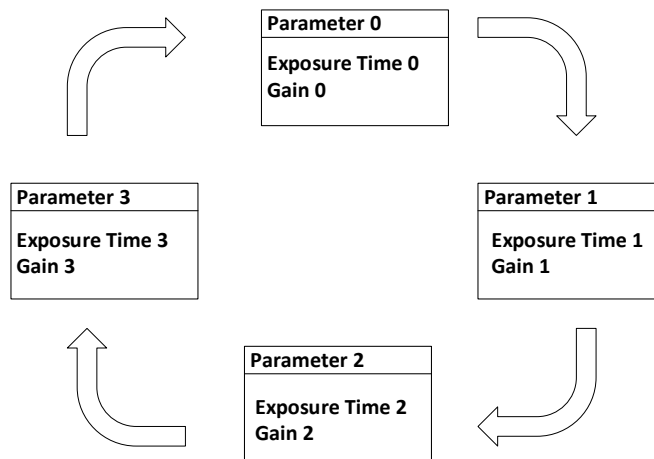 Parameter 0
Exposure Time 0
Gain 0
Parameter 3
Exposure Time 3
Gain 3
Parameter 1
Exposure Time 1
Gain 1
Parameter 2
Exposure Time 2
Gain 2